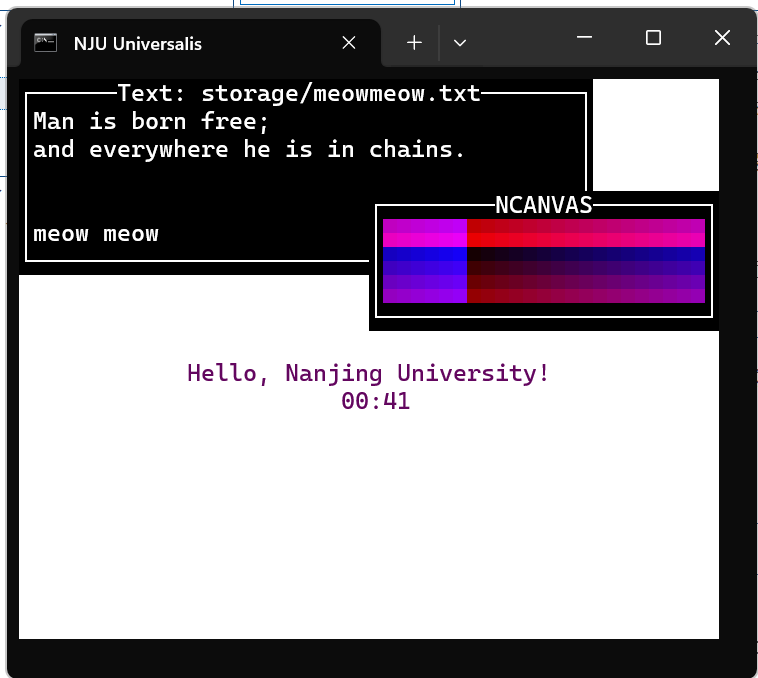 NJU Universalis
Text: storage/meowmeow.txt
Man is born free;
and everywhere he is in chains.
meow meow
NCANVAS
Hello, Nanjing University!
00:41